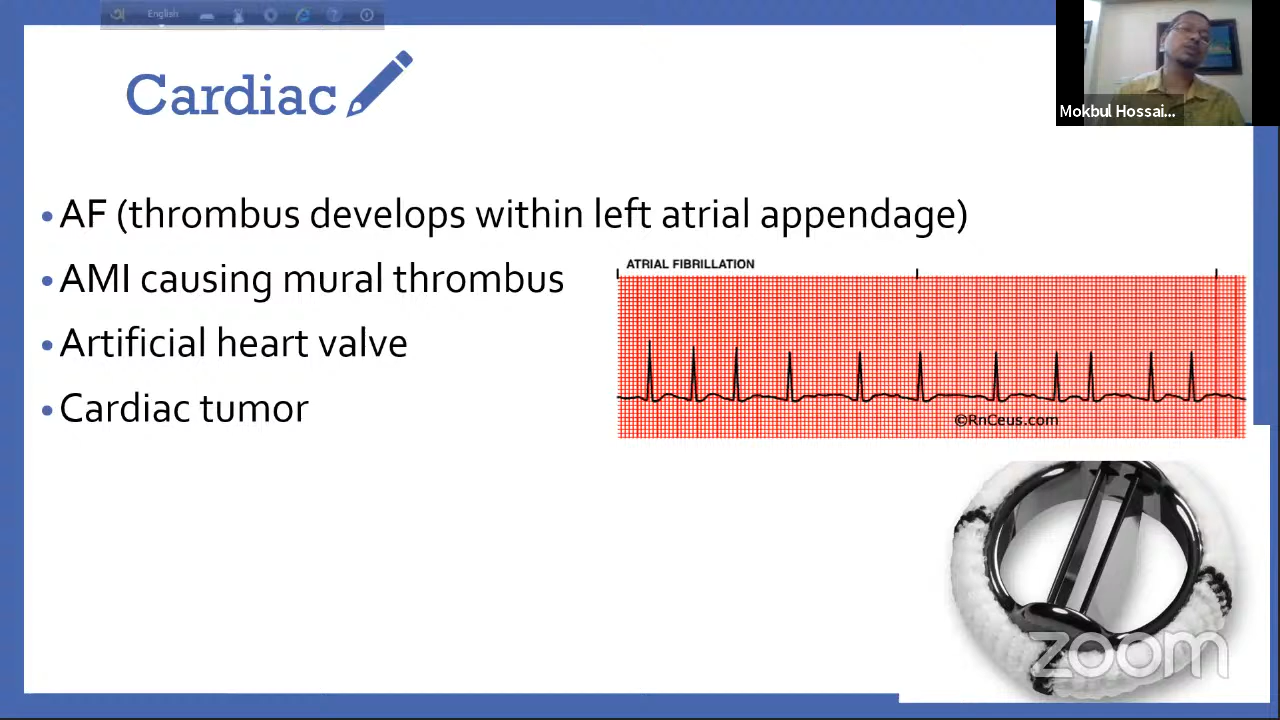 অ English
Cardiac
Mokbul Hossai...
• AF (thrombus develops within left atrial appendage)
• AMI causing mural thrombus
• Artificial heart valve
• Cardiac tumor
ATRIAL FIBRILLATION
©RnCeus.com
zoom